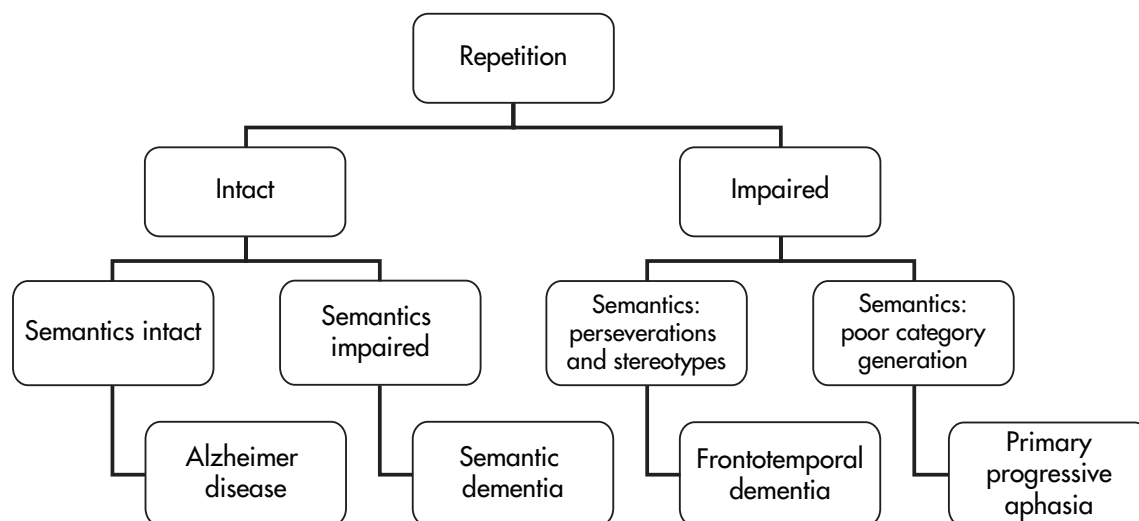 Repetition
Intact
Impaired
Semantics intact
Semantics
impaired
Semantics:
perseverations
and stereotypes
Semantics:
poor category
generation
Alzheimer
disease
Semantic
dementia
Frontotemporal
dementia
Primary
progressive
aphasia